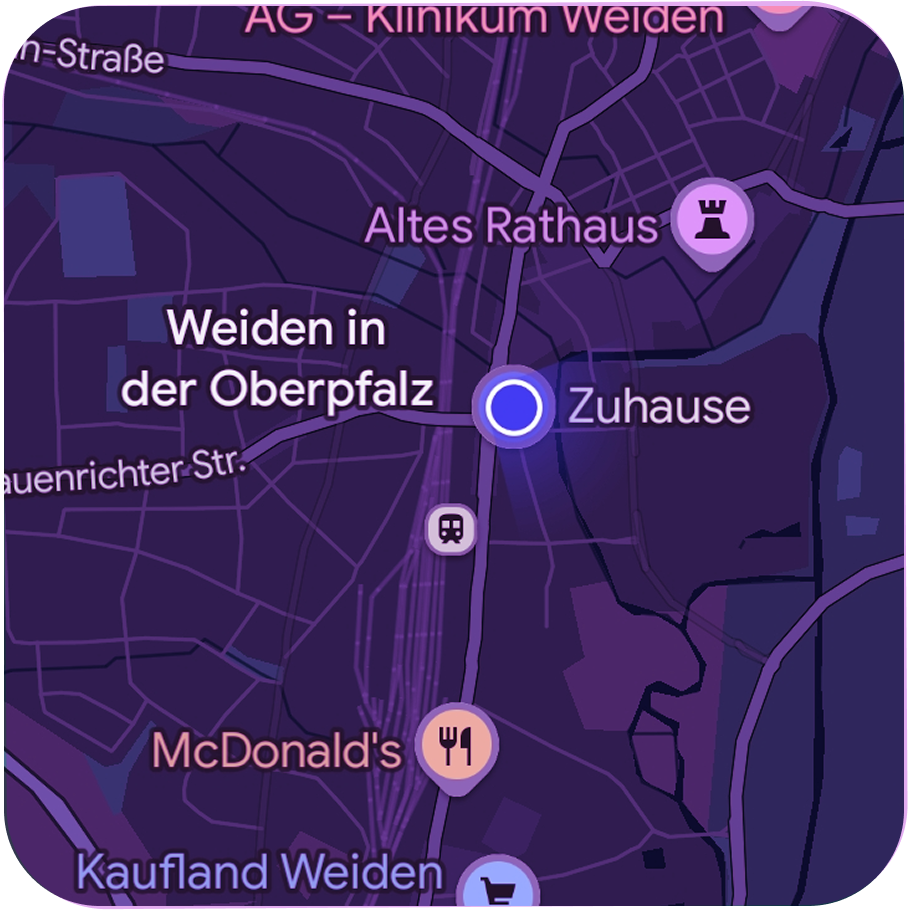 AG – Klinikum Weiden
n-Straße
Altes Rathaus
Weiden in
der Oberpfalz
Zuhause
auenrichter Str.
McDonald's
Kaufland Weiden